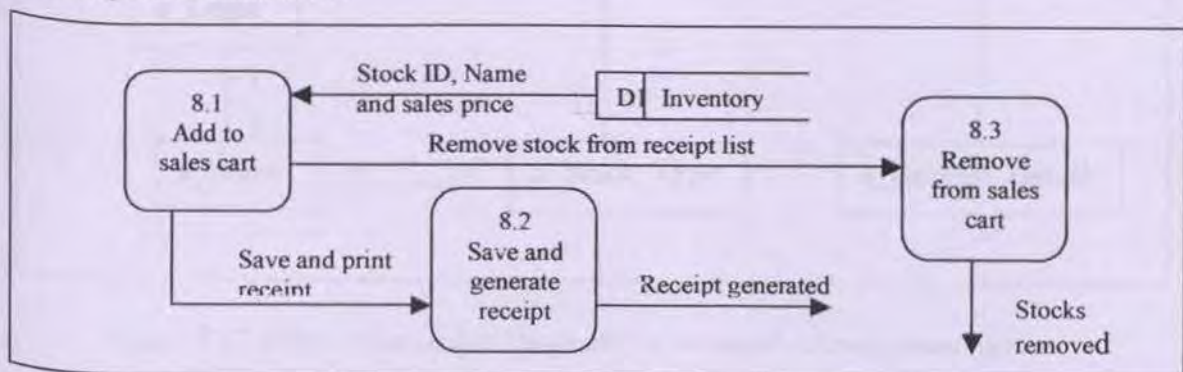 Stock ID, Name
and sales price
D1 Inventory
8.1
Add to
sales cart
Remove stock from receipt list
8.3
Remove
from sales
cart
8.2
Save and
generate
receipt
Save and print
receipt
Receipt generated
Stocks
removed